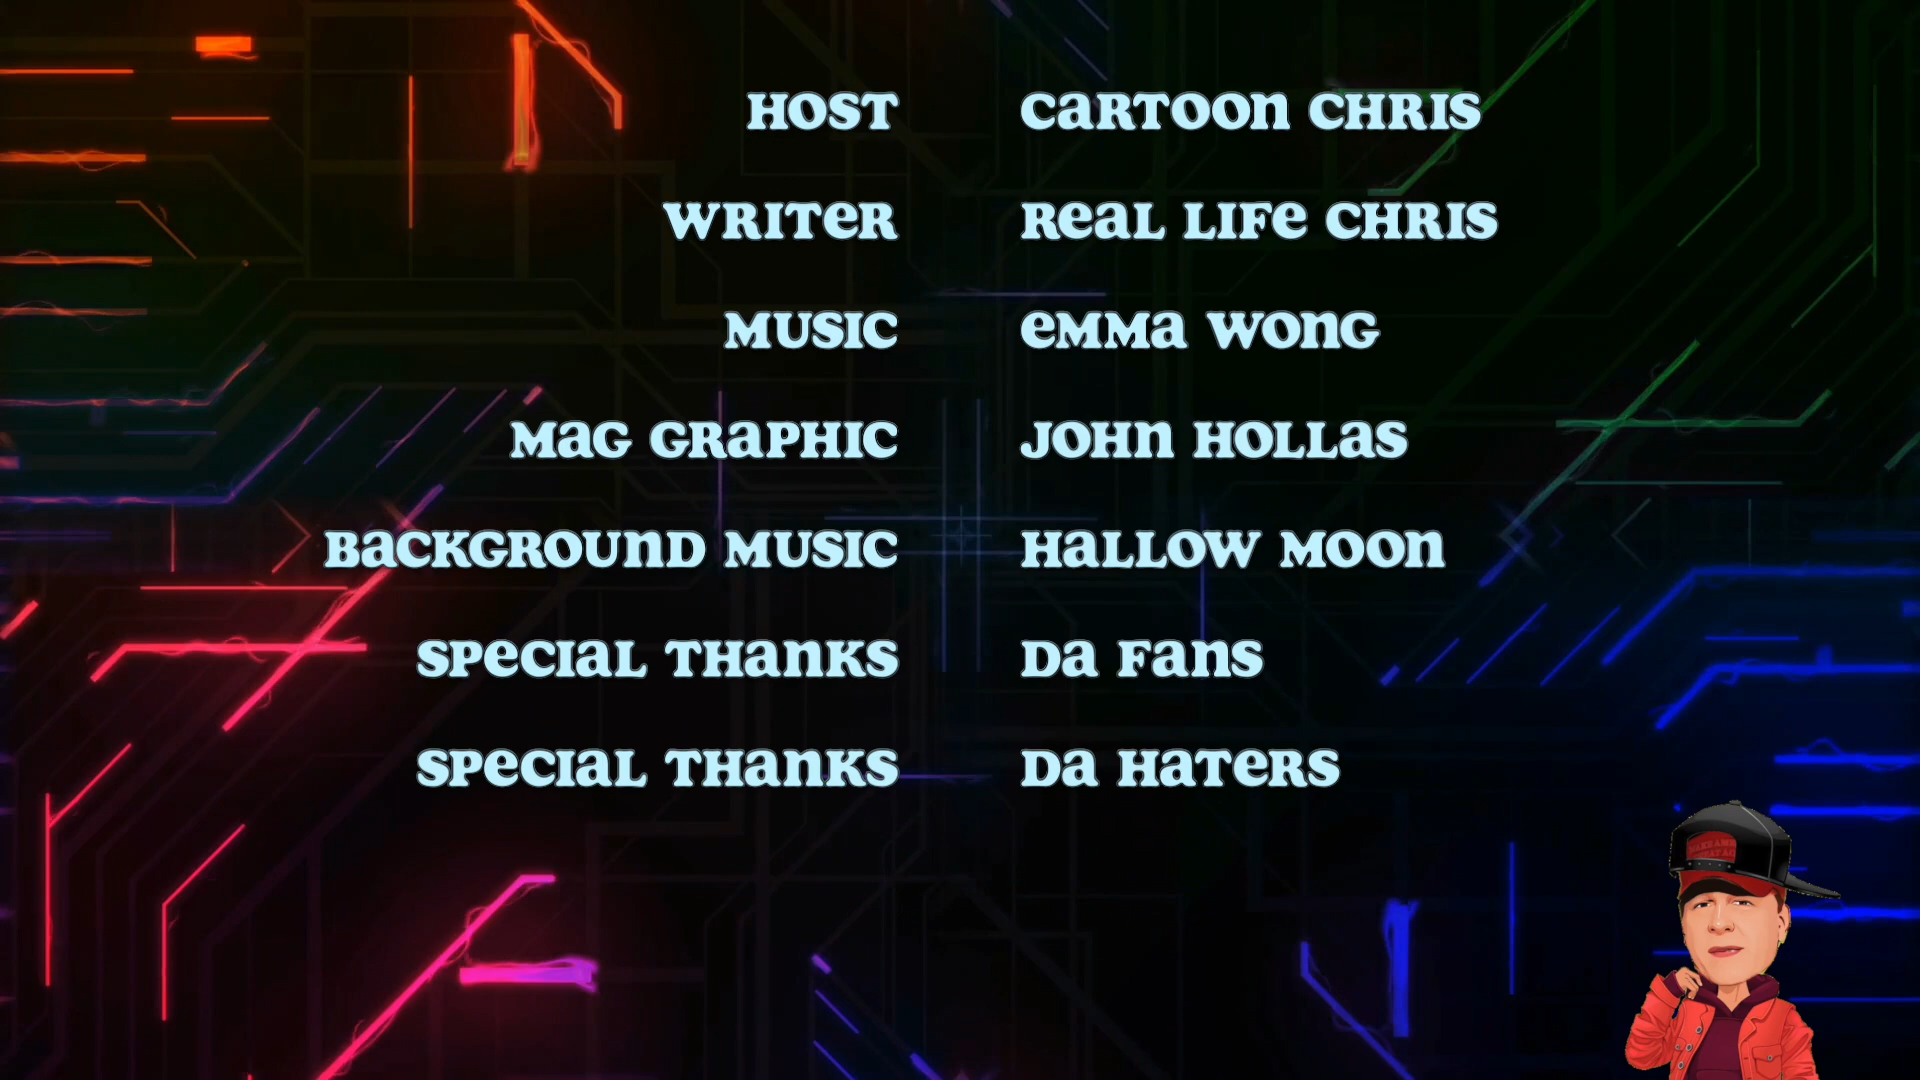 HOST CARTOON CHRIS
WRITER REAL LIFE CHRIS
MUSIC EMMA WONG
MAG GRAPHIC JOHN HOLLAS
BACKGROUND MUSIC HALLOW MOON
SPECIAL THANKS DA FANS
SPECIAL THANKS DA HATERS